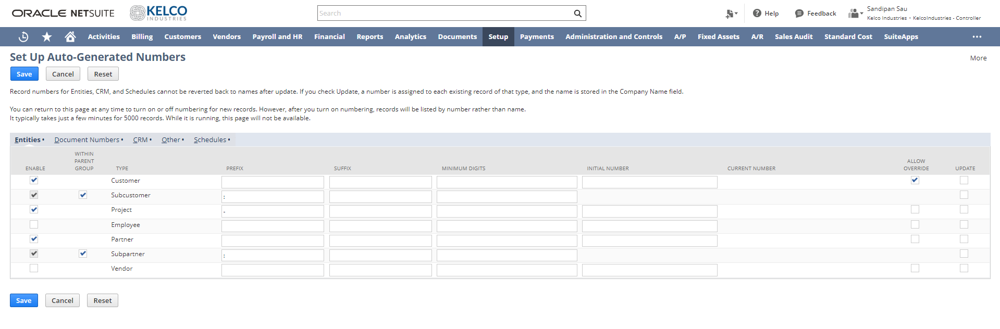 ORACLE NETSUITE
KELCO
INDUSTRIES
Search
Help
Feedback
Sandipan Sau
Kelco Industries - KelcoIndustries - Controller
Activities Billing Customers Vendors Payroll and HR Financial Reports Analytics Documents Setup Payments Administration and Controls A/P Fixed Assets A/R Sales Audit Standard Cost SuiteApps
Set Up Auto-Generated Numbers
More
Save Cancel Reset
Record numbers for Entities, CRM, and Schedules cannot be reverted back to names after update. If you check Update, a number is assigned to each existing record of that type, and the name is stored in the Company Name field.
You can return to this page at any time to turn on or off numbering for new records. However, after you turn on numbering, records will be listed by number rather than name.
It typically takes just a few minutes for 5000 records. While it is running, this page will not be available.
Entities • Document Numbers • CRM • Other • Schedules •
ENABLE WITHIN PARENT GROUP TYPE PREFIX SUFFIX MINIMUM DIGITS INITIAL NUMBER CURRENT NUMBER ALLOW OVERRIDE UPDATE
Customer
Subcustomer :
Project -
Employee
Partner
Subpartner :
Vendor
Save Cancel Reset